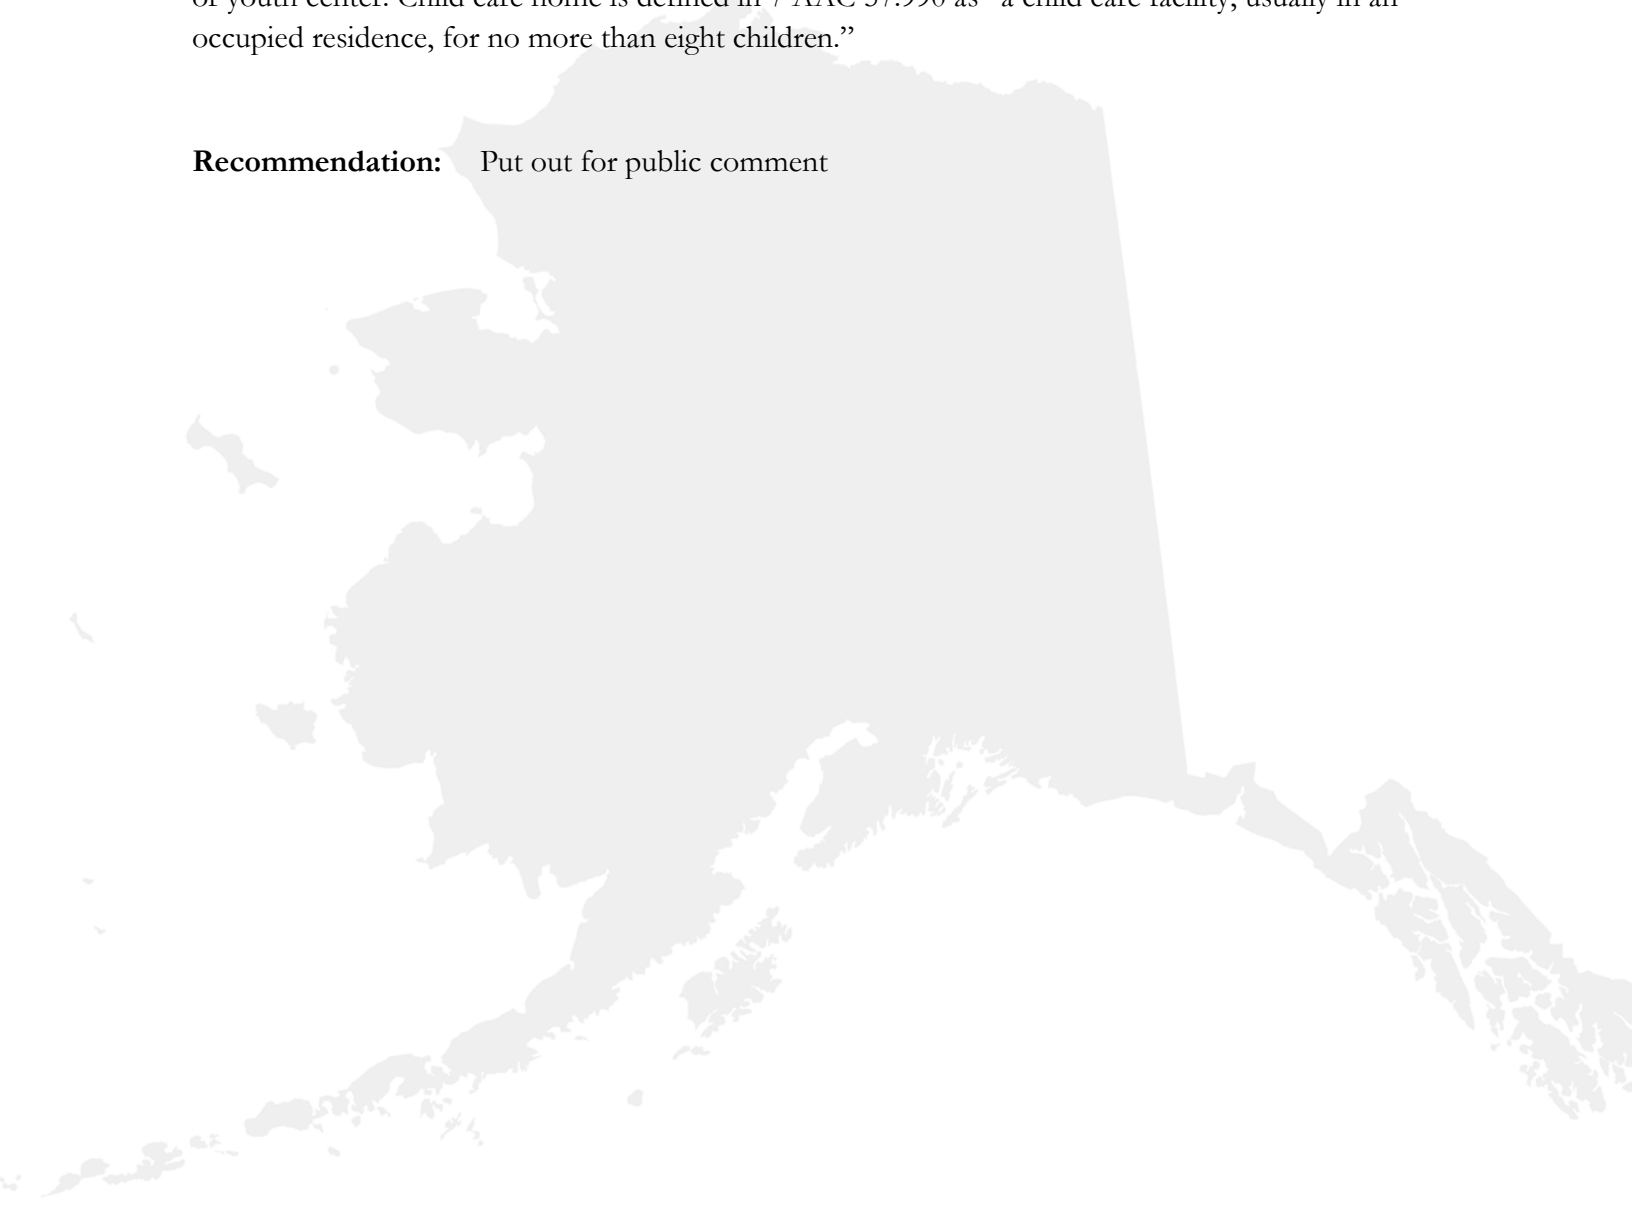 or youth center. Child care home is defined in 7 AAC 57.990 as “a child care facility, usually in an
occupied residence, for no more than eight children.”
Recommendation: Put out for public comment